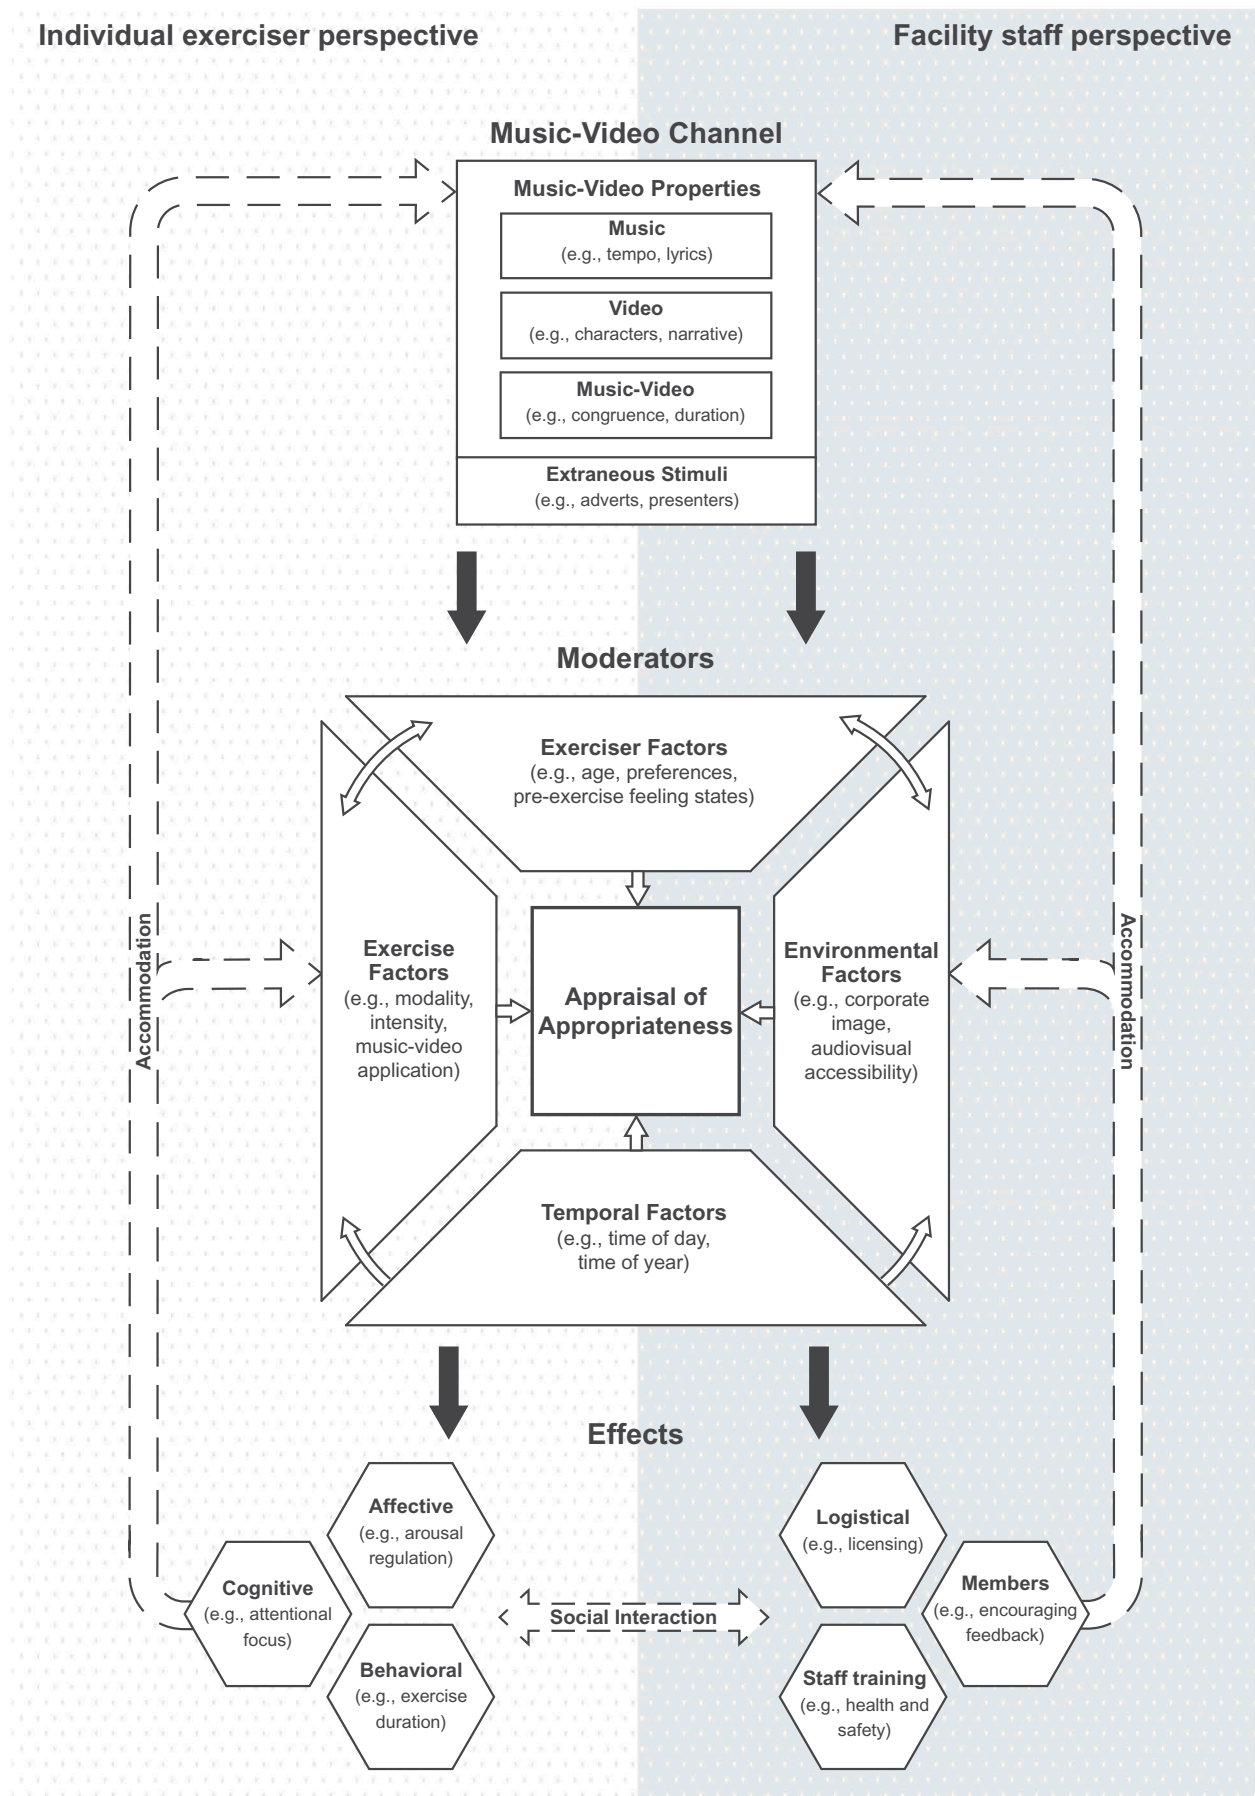 Individual exerciser perspective
Facility staff perspective
Music-Video Channel
Music-Video Properties
Music
(e.g., tempo, lyrics)
Video
(e.g., characters, narrative)
Music-Video
(e.g., congruence, duration)
Extraneous Stimuli
(e.g., adverts, presenters)
Moderators
Exerciser Factors
(e.g., age, preferences,
pre-exercise feeling states)
Accommodation
Exercise
Factors
(e.g., modality,
intensity,
music-video
application)
Appraisal of
Appropriateness
Environmental
Factors
(e.g., corporate
image,
audiovisual
accessibility)
Accommodation
Temporal Factors
(e.g., time of day,
time of year)
Effects
Affective
(e.g., arousal
regulation)
Cognitive
(e.g., attentional
focus)
Behavioral
(e.g., exercise
duration)
Social Interaction
Logistical
(e.g., licensing)
Members
(e.g., encouraging
feedback)
Staff training
(e.g., health and
safety)